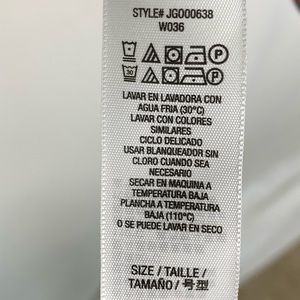 STYLE# JGO00638
W036
30
LAVAR EN LAVADORA CON
AGUA FRIA (30°C)
LAVAR CON COLORES
SIMILARES
CICLO DELICADO
USAR BLANQUEADOR SIN
CLORO CUANDO SEA
NECESARIO
SECAR EN MAQUINA A
TEMPERATURA BAJA
PLANCHA A TEMPERATURA
BAJA (110°C)
O SE PUEDE LAVAR EN SECO
SIZE / TAILLE /
TAMAÑO / 号型